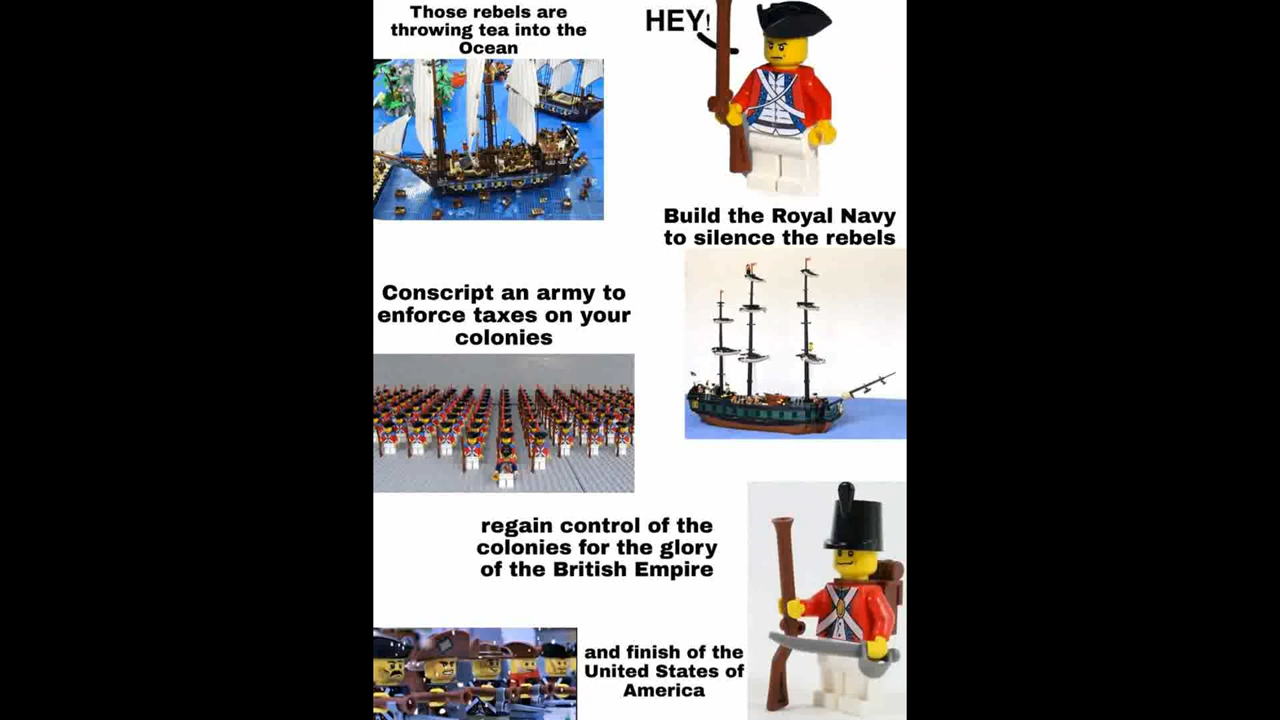 Those rebels are
throwing tea into the
Ocean
HEY!
Build the Royal Navy
to silence the rebels
Conscript an army to
enforce taxes on your
colonies
regain control of the
colonies for the glory
of the British Empire
and finish of the
United States of
America